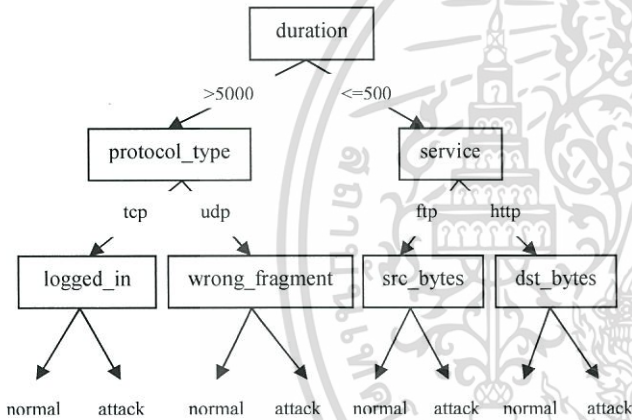 duration
>5000 <=500
protocol_type service
tcp udp ftp http
logged_in wrong_fragment src_bytes dst_bytes
normal attack normal attack normal attack normal attack